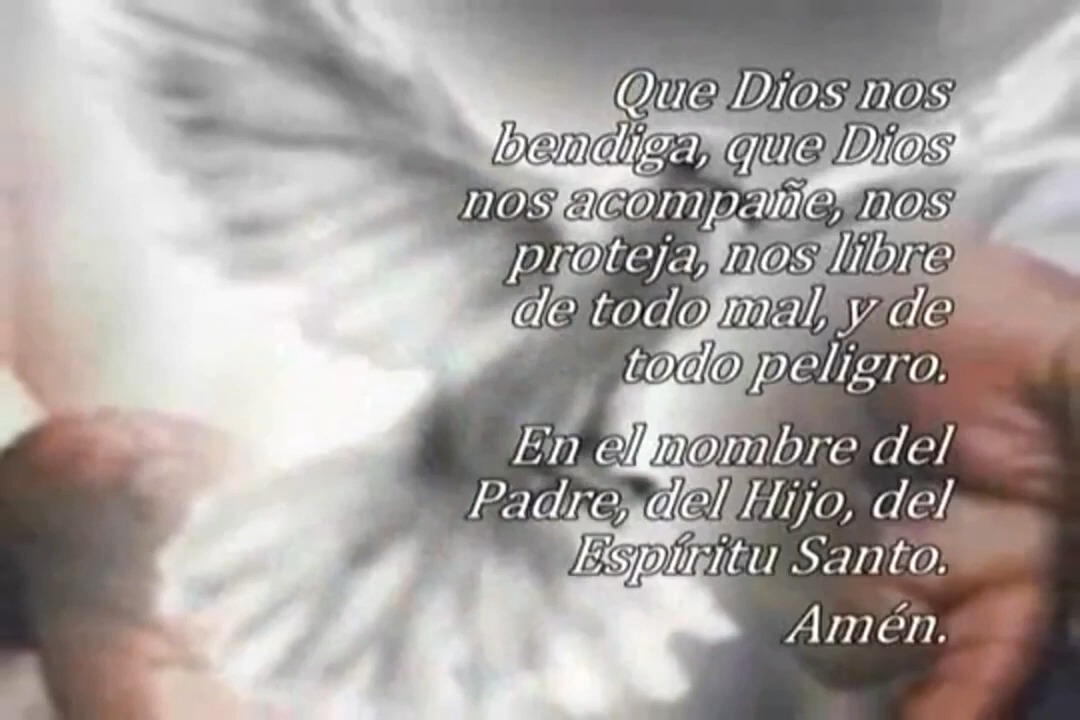 Que Dios nos
bendiga, que Dios
nos acompañe, nos
proteja, nos libre
de todo mal, y de
todo peligro.
En el nombre del
Padre, del Hijo, del
Espíritu Santo.
Amén.